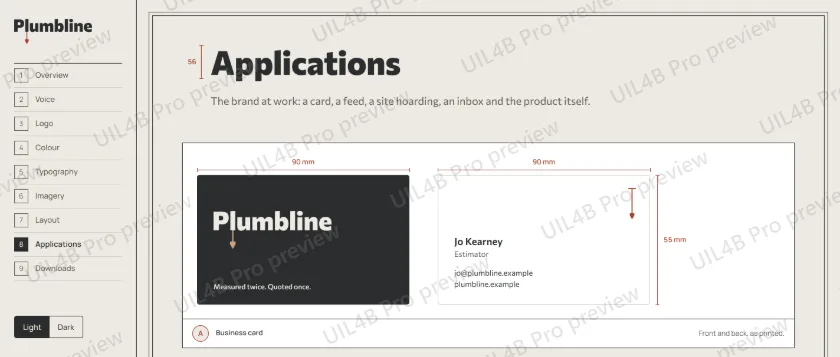 Plumbline
1 Overview
2 Voice
3 Logo
4 Colour
5 Typography
6 Imagery
7 Layout
8 Applications
9 Downloads
Light Dark
56
Applications
The brand at work: a card, a feed, a site hoarding, an inbox and the product itself.
90 mm
90 mm
Plumbline
Measured twice. Quoted once.
Jo Kearney
Estimator
jo@plumbline.example
plumbline.example
55 mm
A Business card
Front and back, as printed.
UIL4B Pro preview